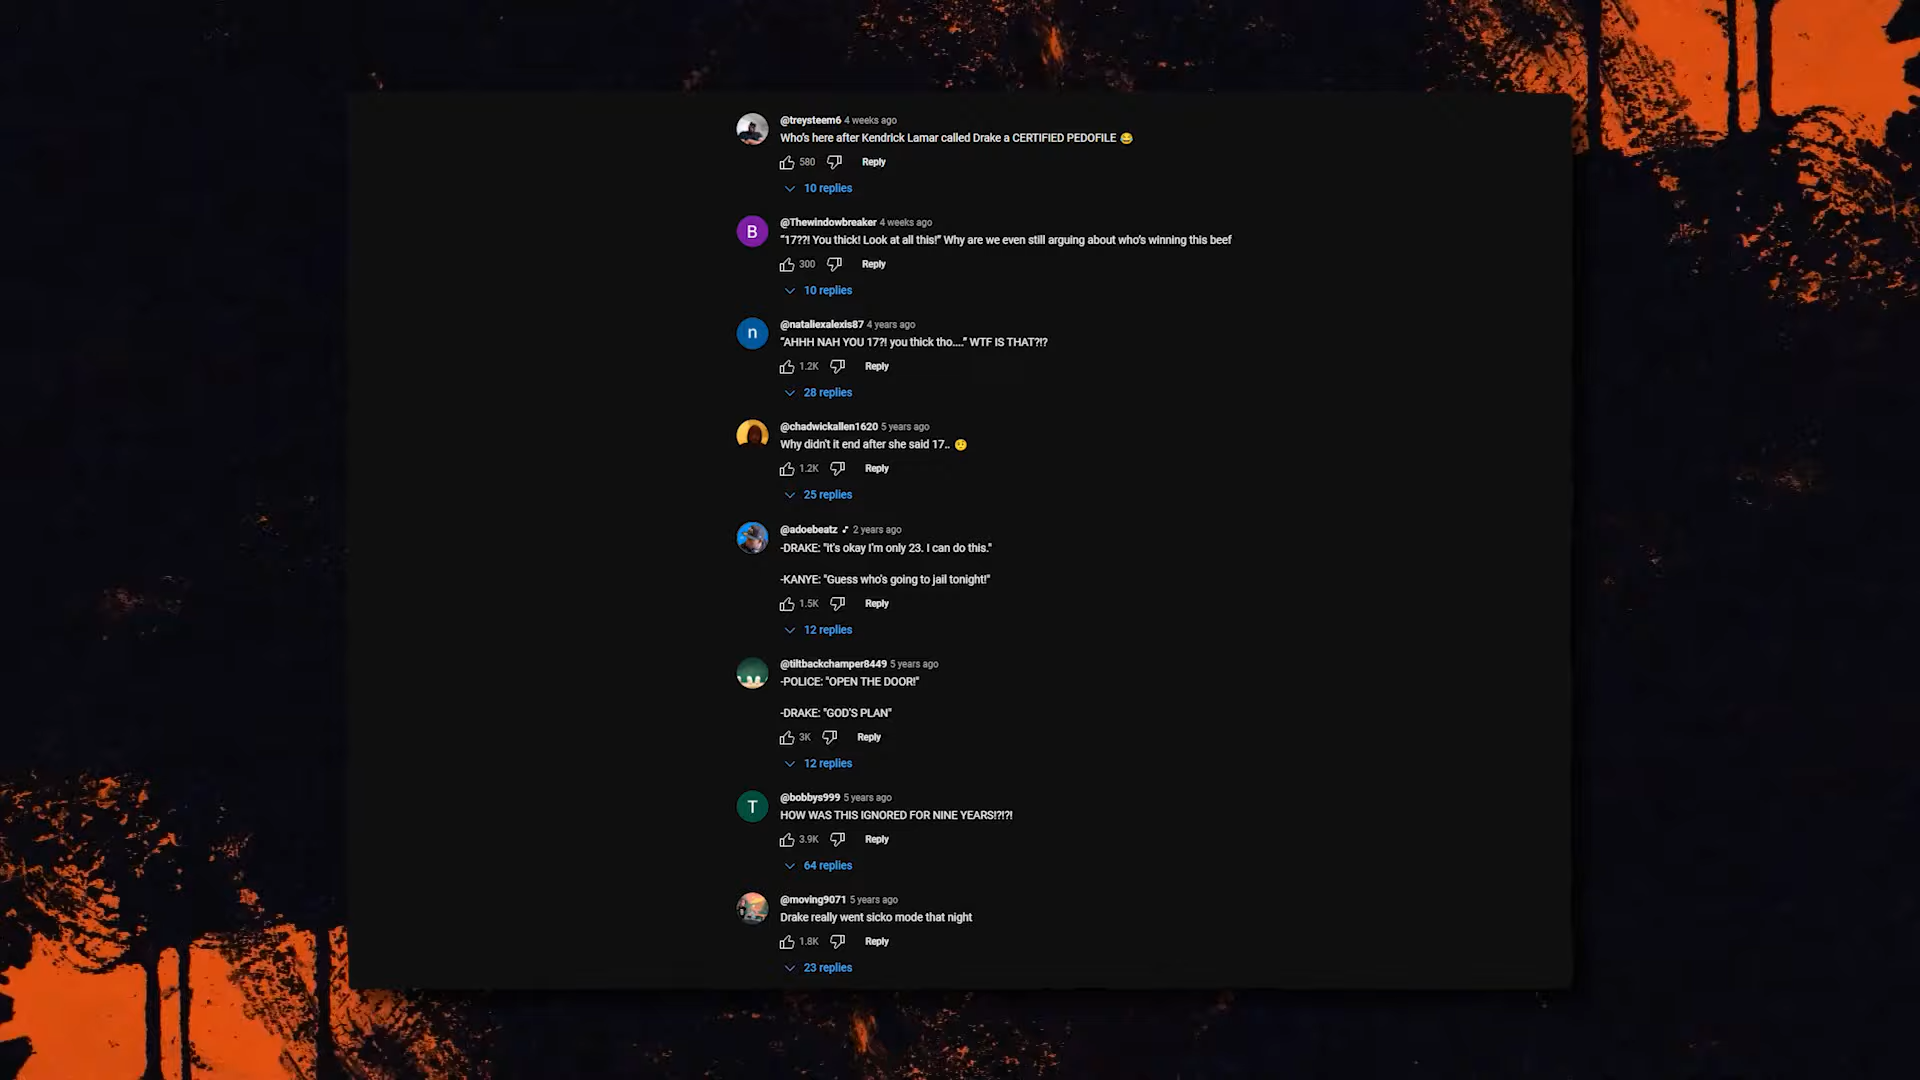 @treysteem6 4 weeks ago
Who's here after Kendrick Lamar called Drake a CERTIFIED PEDOFILE 😂
580 Reply
10 replies
B
@Thewindowbreaker 4 weeks ago
"17??! You thick! Look at all this!" Why are we even still arguing about who's winning this beef
300 Reply
10 replies
n
@nataliexalexis87 4 years ago
"AHHH NAH YOU 17?! you thick tho...." WTF IS THAT?!?
1.2K Reply
28 replies
@chadwickallen1620 5 years ago
Why didn't it end after she said 17.. 🤨
1.2K Reply
25 replies
@adoebeatz ♪ 2 years ago
-DRAKE: "it's okay I'm only 23. I can do this."
-KANYE: "Guess who's going to jail tonight!"
1.5K Reply
12 replies
@tiltbackchamper8449 5 years ago
-POLICE: "OPEN THE DOOR!"
-DRAKE: "GOD'S PLAN"
3K Reply
12 replies
T
@bobbys999 5 years ago
HOW WAS THIS IGNORED FOR NINE YEARS!?!?!
3.9K Reply
64 replies
@moving9071 5 years ago
Drake really went sicko mode that night
1.8K Reply
23 replies